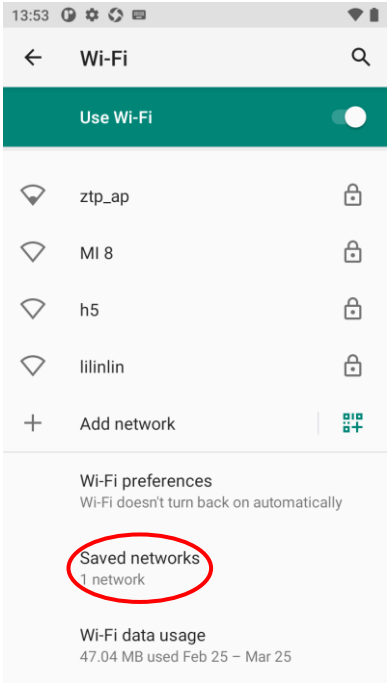 13:53
Wi-Fi
Use Wi-Fi
ztp_ap
MI 8
h5
lilinlin
Add network
Wi-Fi preferences
Wi-Fi doesn't turn back on automatically
Saved networks
1 network
Wi-Fi data usage
47.04 MB used Feb 25 – Mar 25